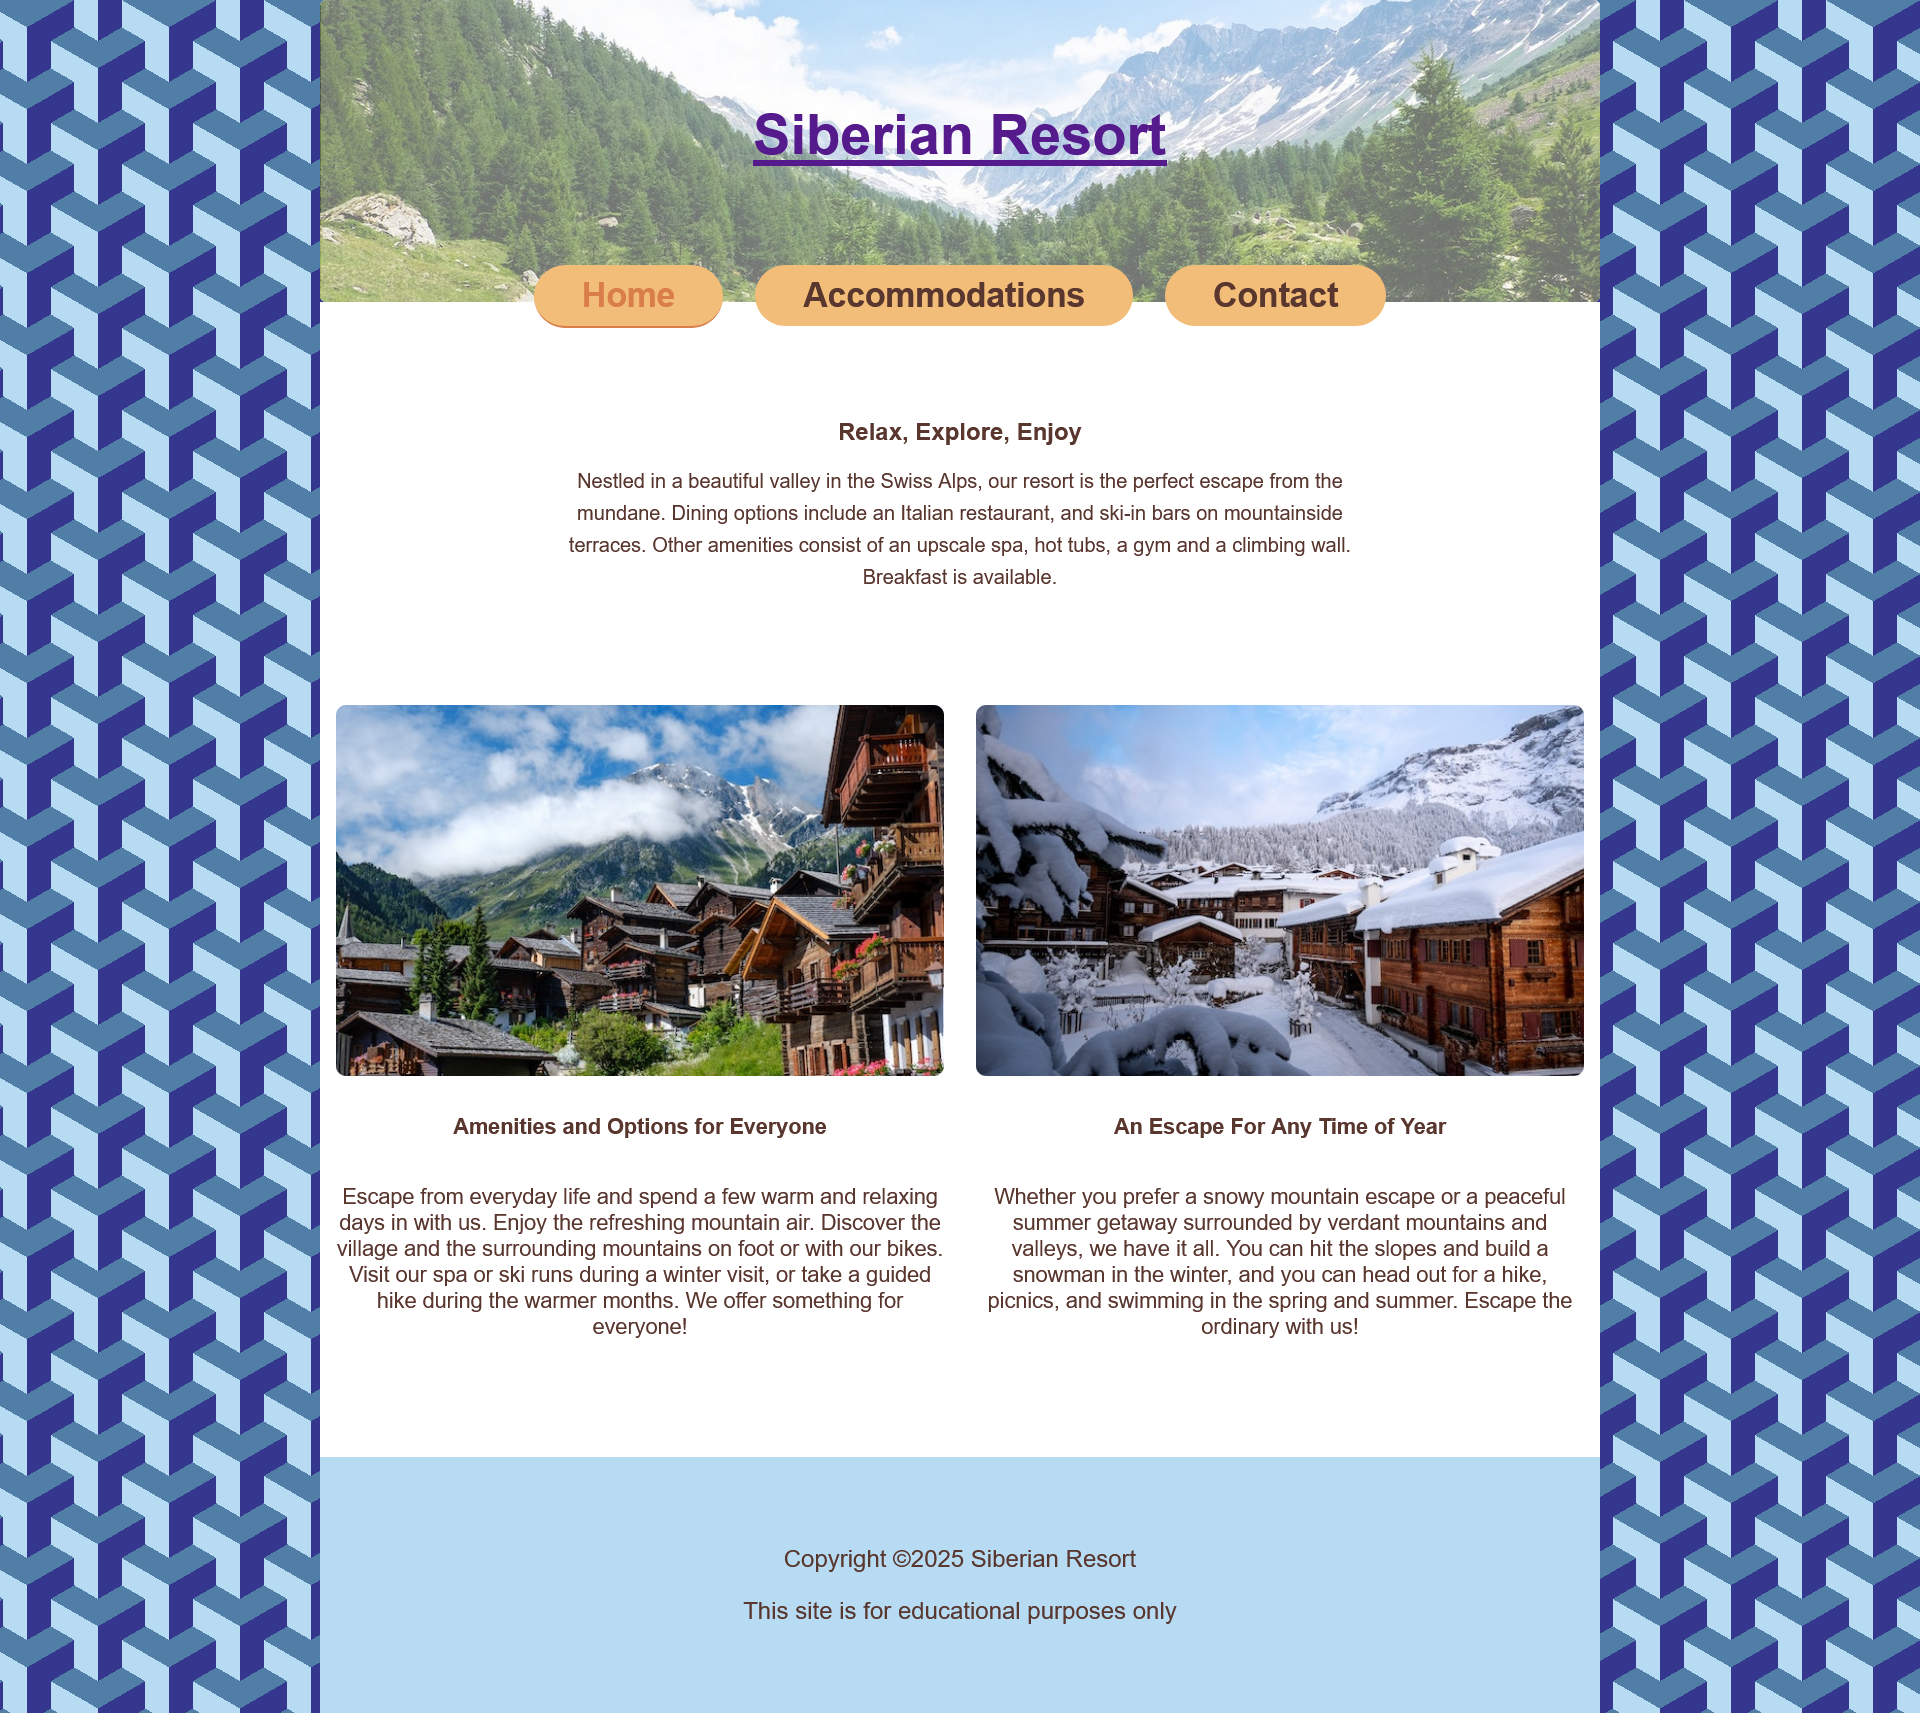 Siberian Resort
Home
Accommodations
Contact
Relax, Explore, Enjoy
Nestled in a beautiful valley in the Swiss Alps, our resort is the perfect escape from the
mundane. Dining options include an Italian restaurant, and ski-in bars on mountainside
terraces. Other amenities consist of an upscale spa, hot tubs, a gym and a climbing wall.
Breakfast is available.
Amenities and Options for Everyone
Escape from everyday life and spend a few warm and relaxing
days in with us. Enjoy the refreshing mountain air. Discover the
village and the surrounding mountains on foot or with our bikes.
Visit our spa or ski runs during a winter visit, or take a guided
hike during the warmer months. We offer something for
everyone!
An Escape For Any Time of Year
Whether you prefer a snowy mountain escape or a peaceful
summer getaway surrounded by verdant mountains and
valleys, we have it all. You can hit the slopes and build a
snowman in the winter, and you can head out for a hike,
picnics, and swimming in the spring and summer. Escape the
ordinary with us!
Copyright ©2025 Siberian Resort
This site is for educational purposes only